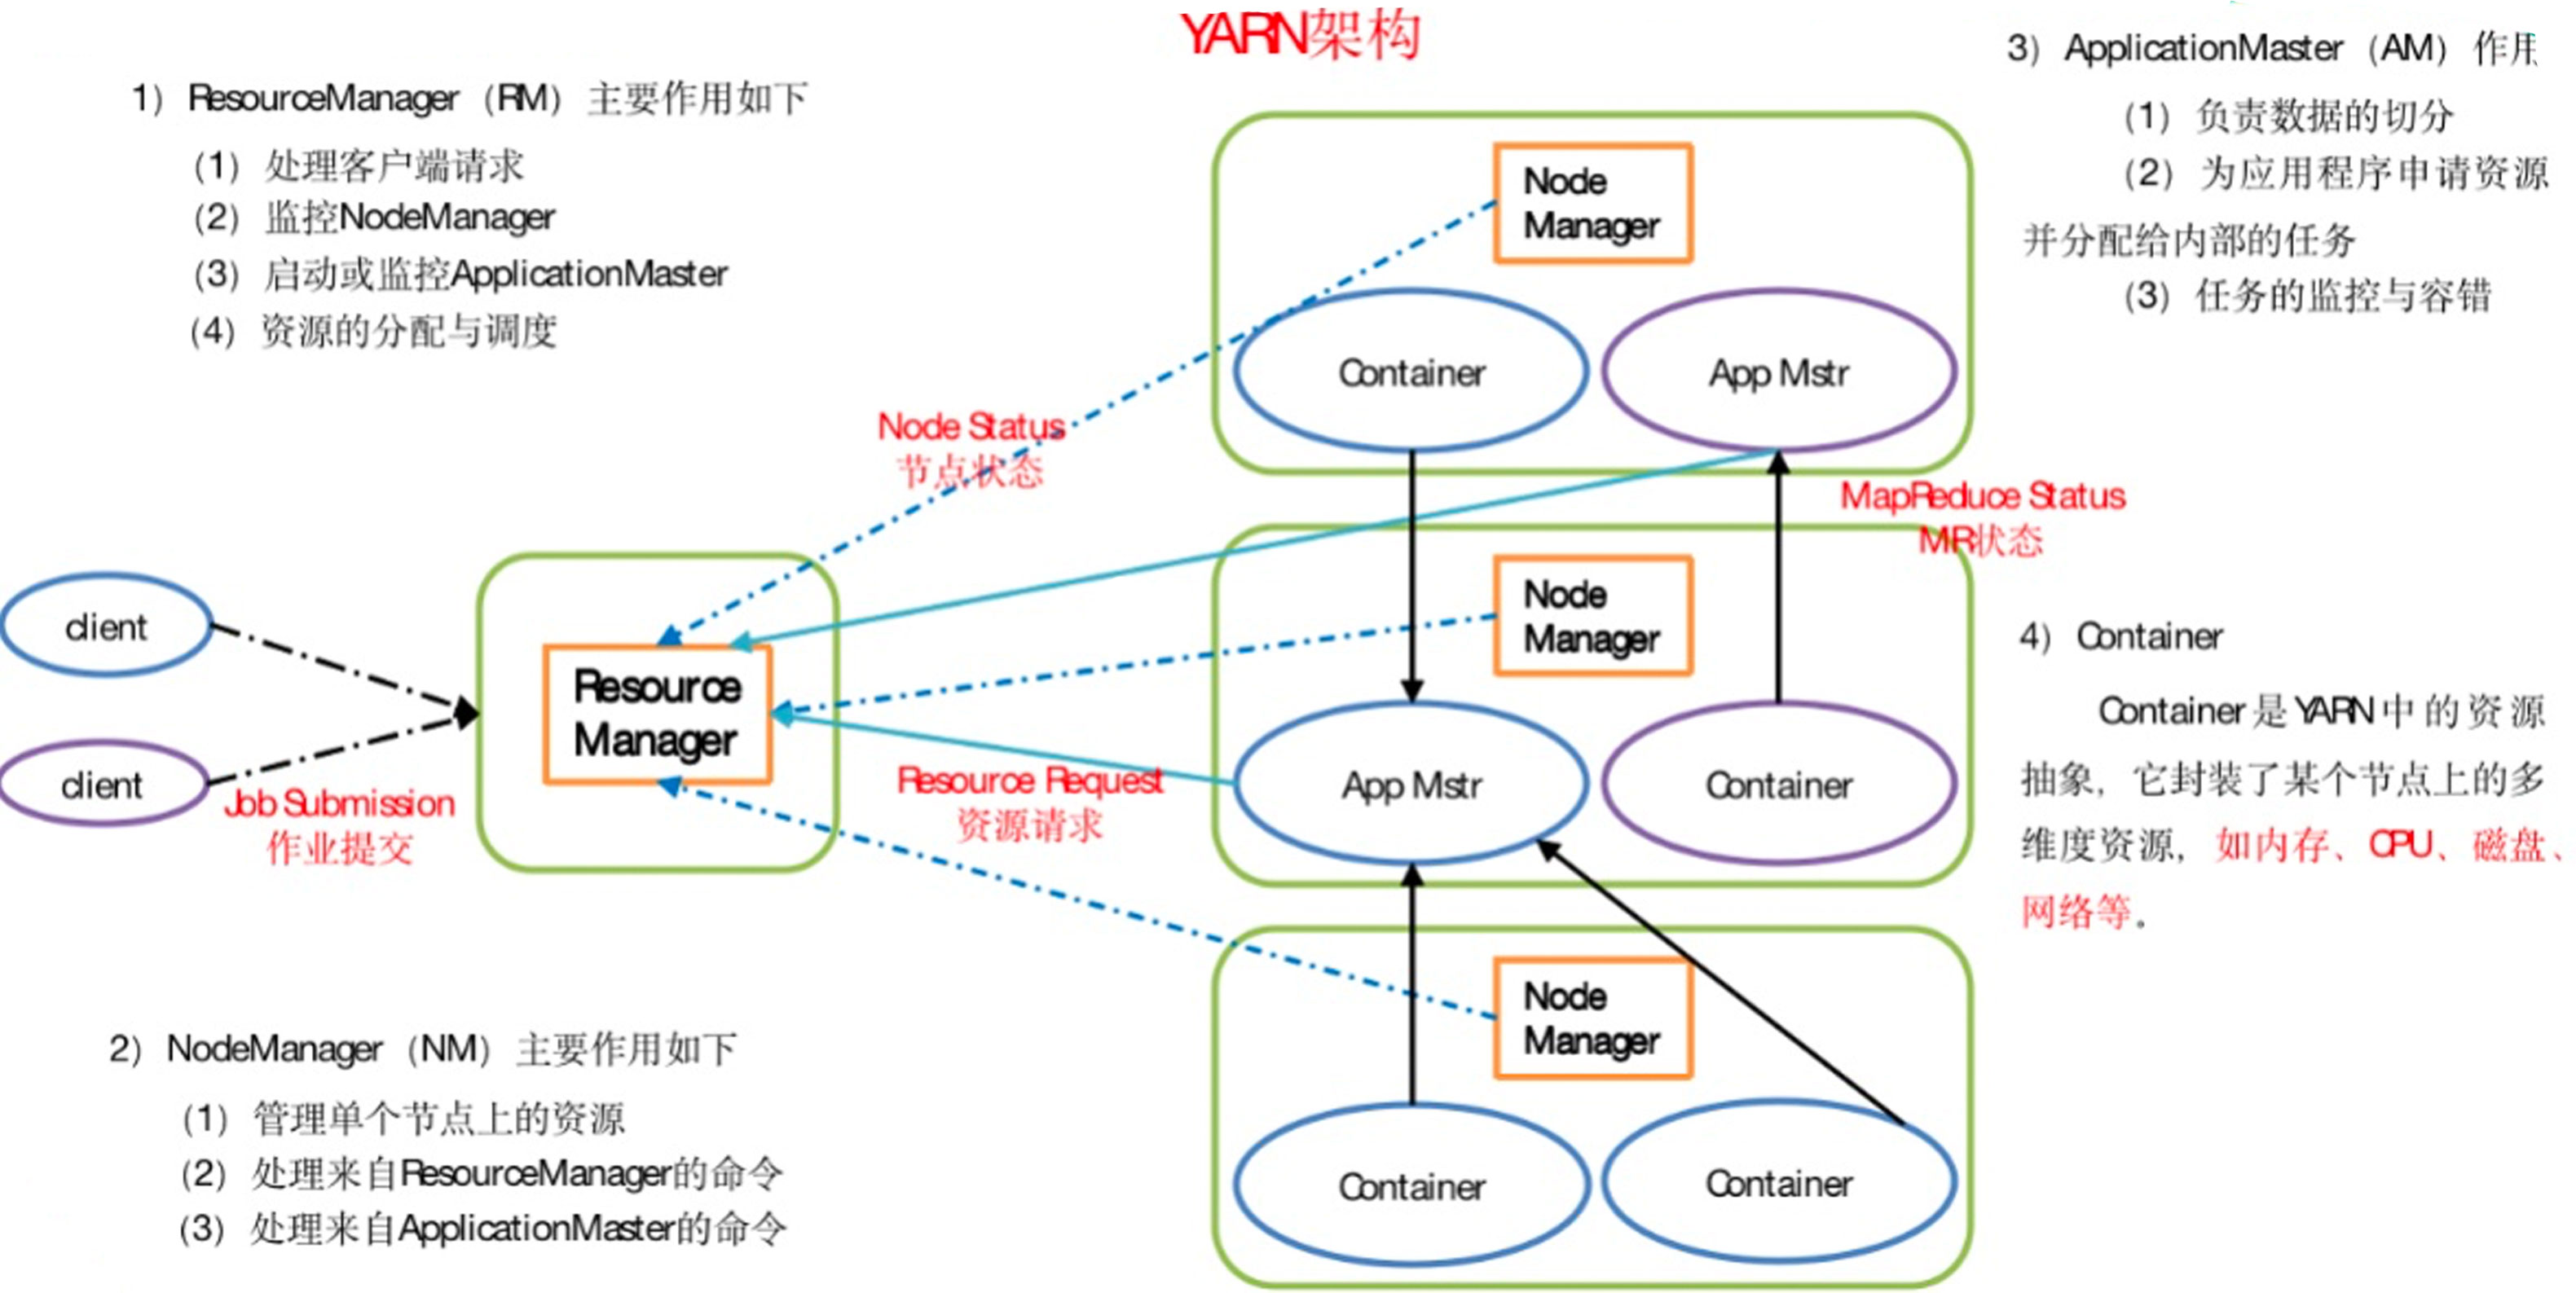 YARN架构
1） ResourceManager（RM）主要作用如下
（1）处理客户端请求
（2）监控NodeManager
（3）启动或监控ApplicationMaster
（4）资源的分配与调度
3） ApplicationMaster（AM）作用
（1）负责数据的切分
（2）为应用程序申请资源
并分配给内部的任务
（3）任务的监控与容错
Node
Manager
Container
App Mstr
Node Status
节点状态
MapReduce Status
MR状态
client
client
Job Submission
作业提交
Resource
Manager
Resource Request
资源请求
Node
Manager
App Mstr
Container
4） Container
Container是YARN中的资源
抽象，它封装了某个节点上的多
维度资源，如内存、CPU、磁盘、
网络等。
Node
Manager
Container
Container
2） NodeManager（NM）主要作用如下
（1）管理单个节点上的资源
（2）处理来自ResourceManager的命令
（3）处理来自ApplicationMaster的命令